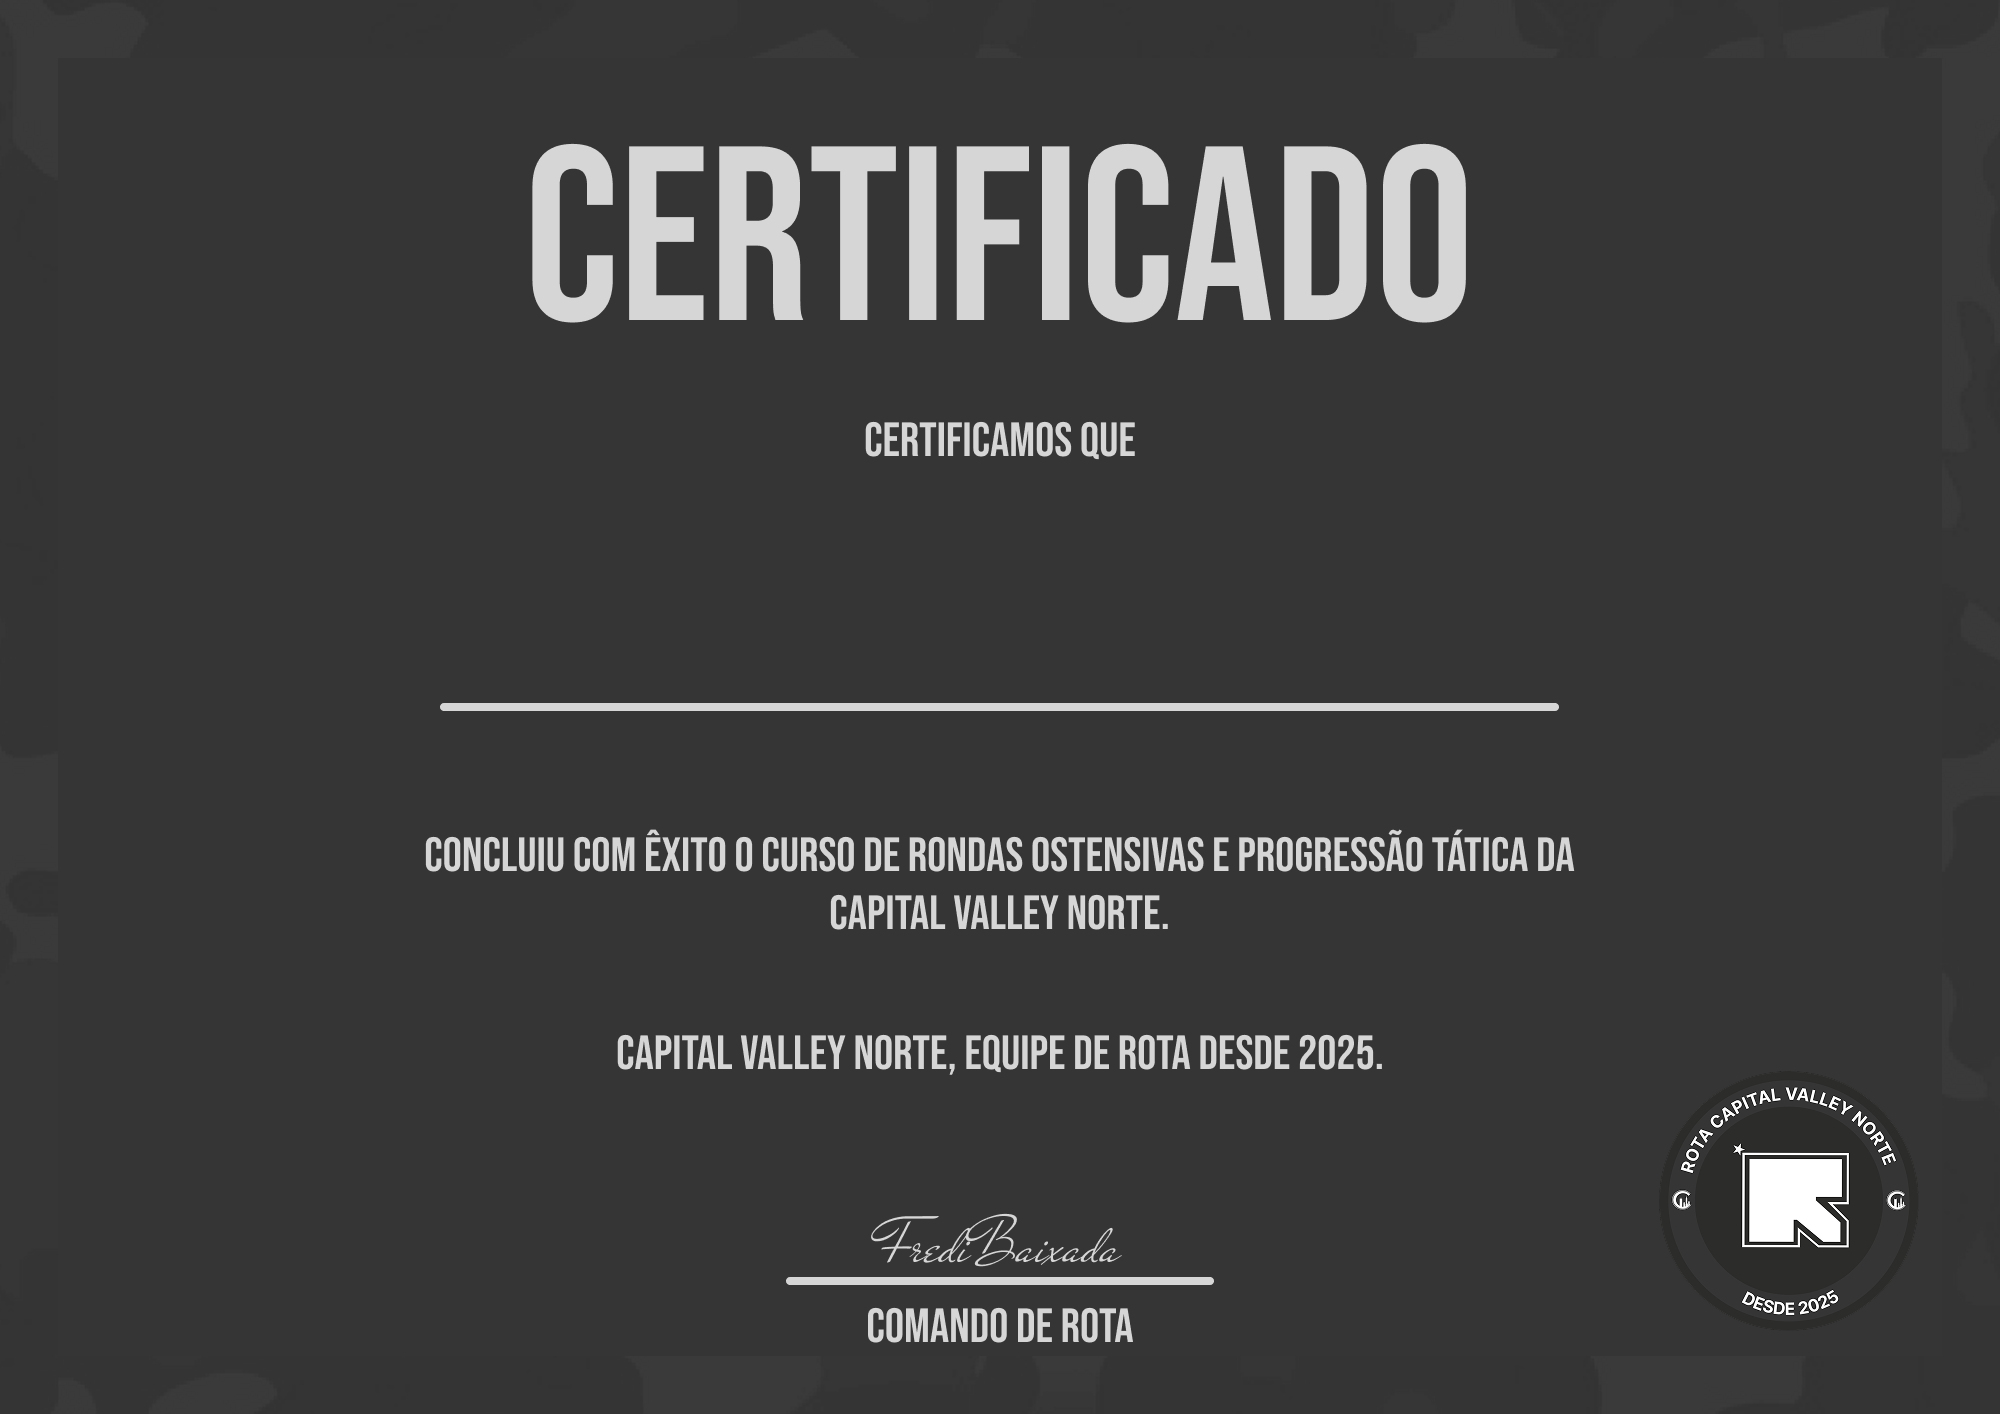 CERTIFICADO
CERTIFICAMOS QUE
CONCLUIU COM ÊXITO O CURSO DE RONDAS OSTENSIVAS E PROGRESSÃO TÁTICA DA
CAPITAL VALLEY NORTE.
CAPITAL VALLEY NORTE, EQUIPE DE ROTA DESDE 2025.
ROTA CAPITAL VALLEY NORTE
DESDE 2025
Fredi Baixada
COMANDO DE ROTA